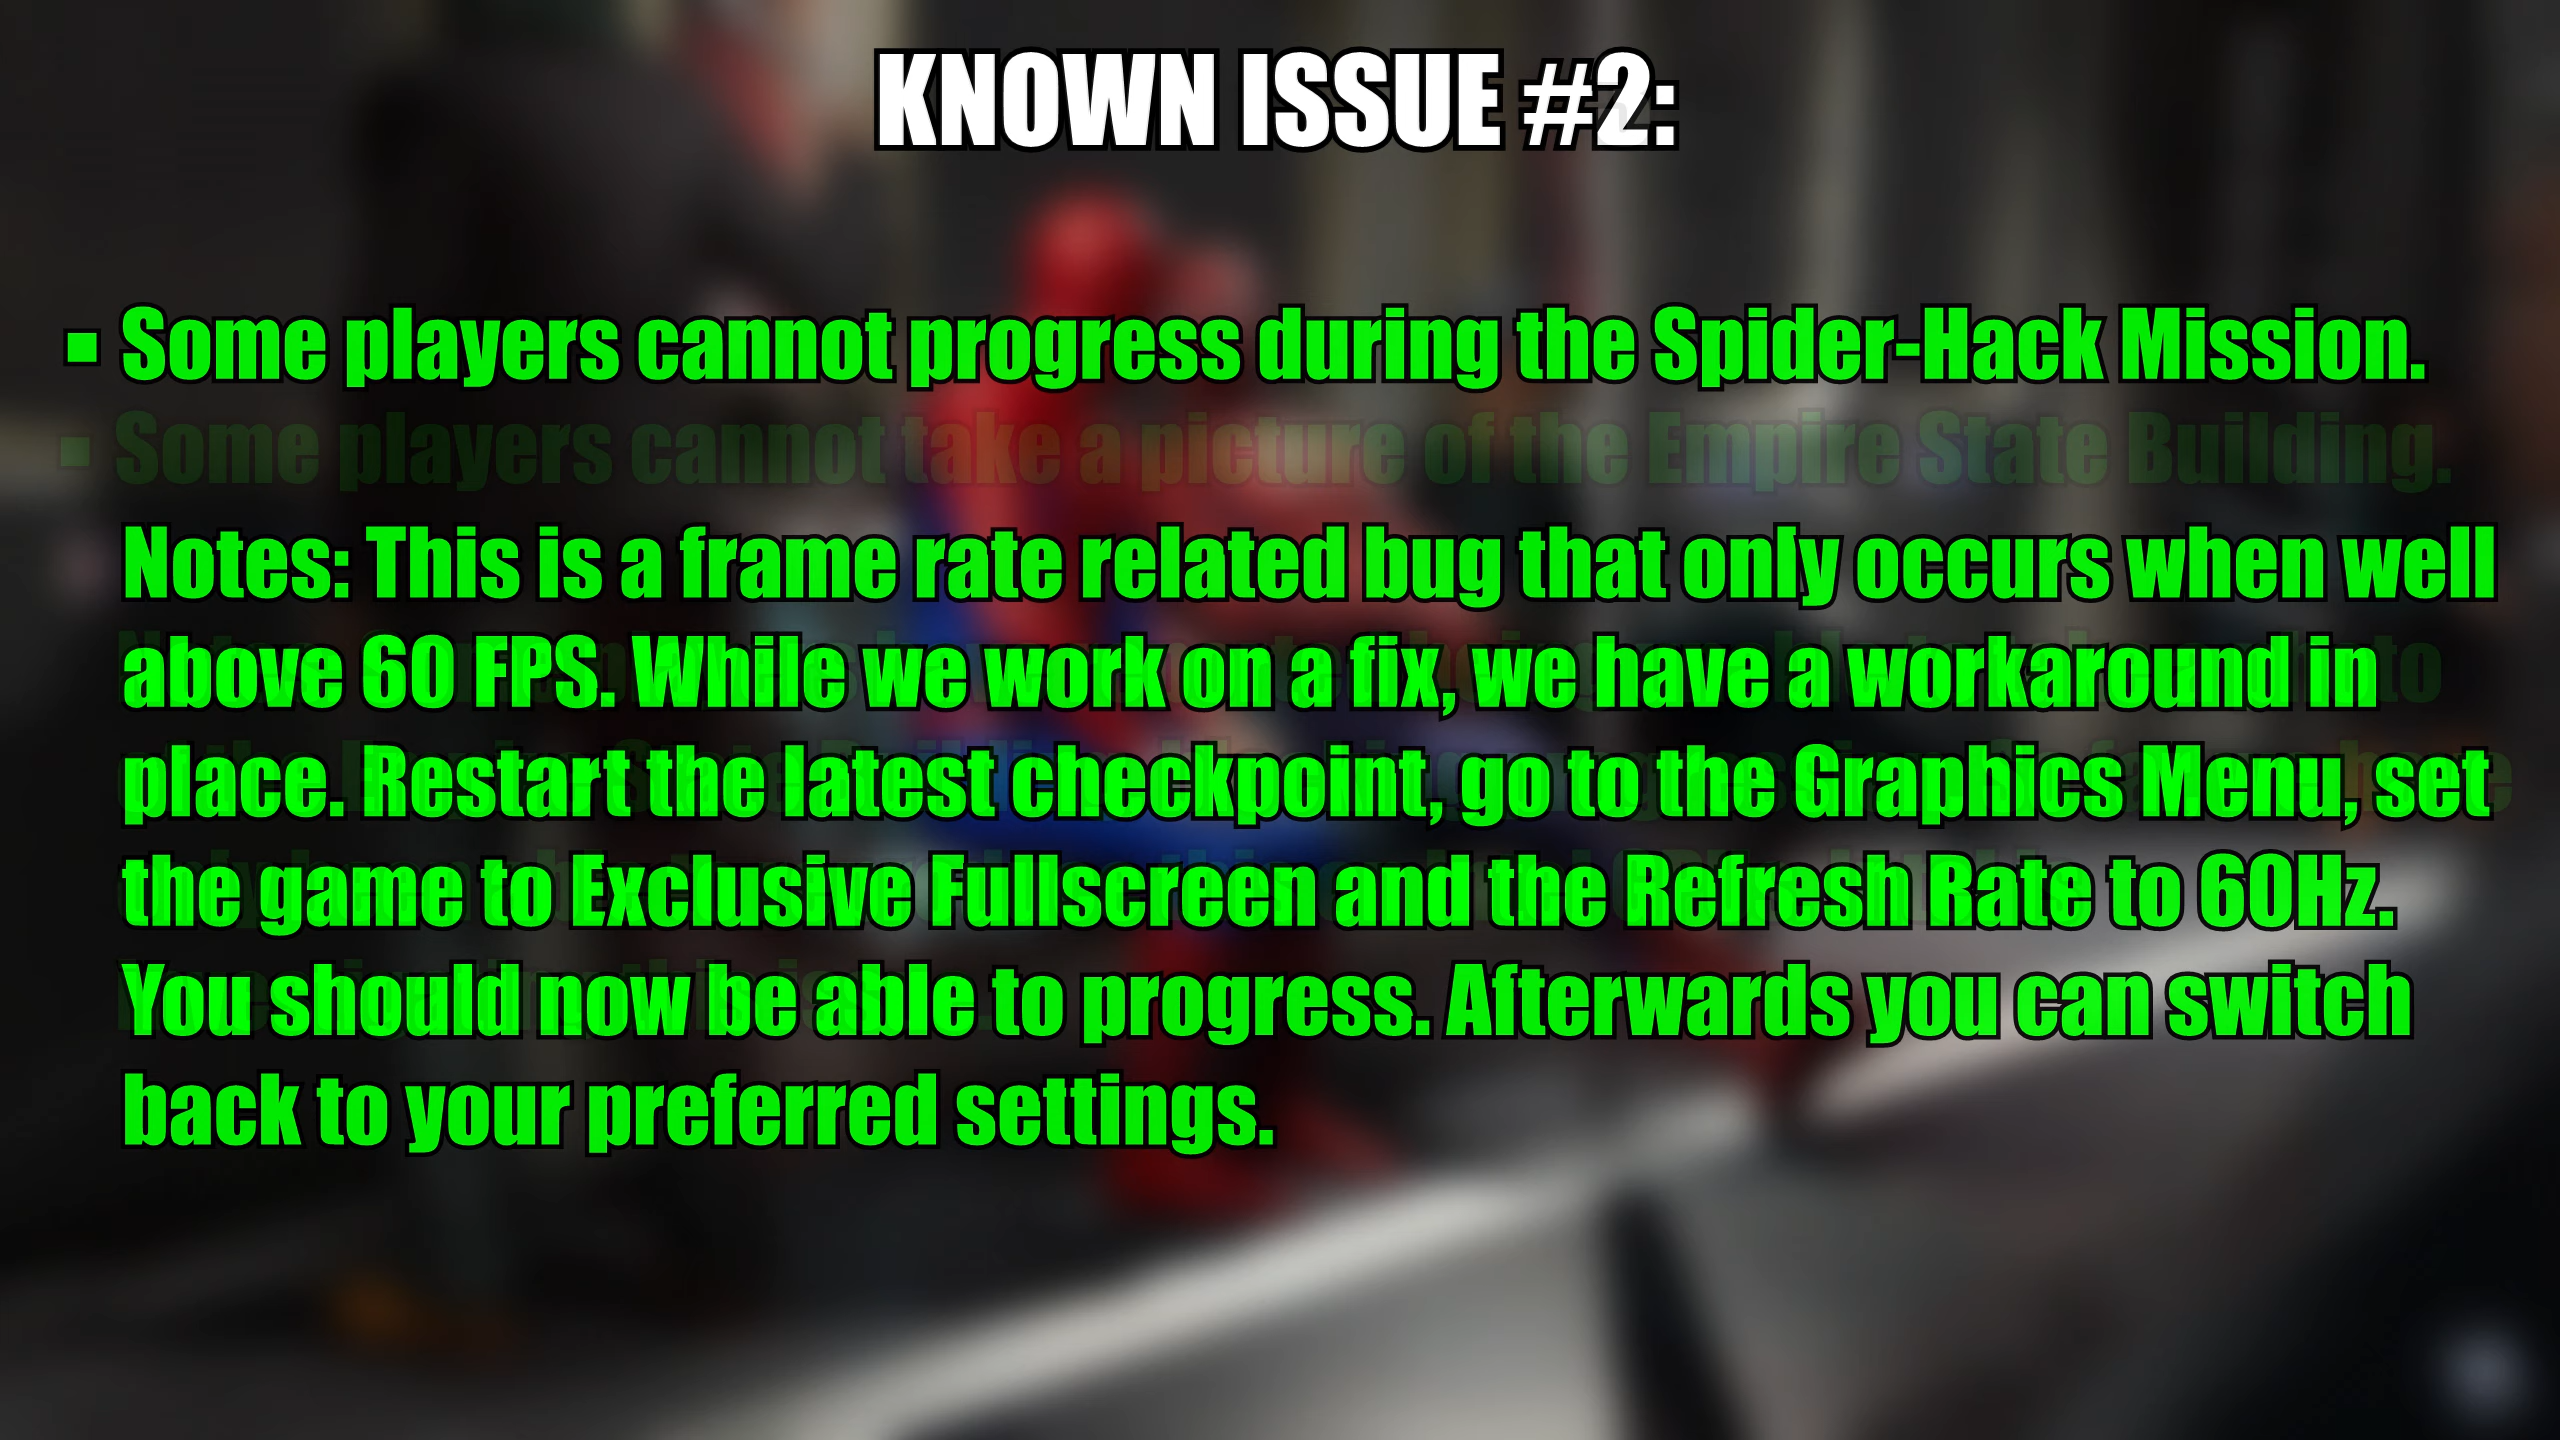 KNOWN ISSUE #2:
▪ Some players cannot progress during the Spider-Hack Mission.
▪ Some players cannot take a picture of the Empire State Building.
Notes: This is a frame rate related bug that only occurs when well
above 60 FPS. While we work on a fix, we have a workaround in
place. Restart the latest checkpoint, go to the Graphics Menu, set
the game to Exclusive Fullscreen and the Refresh Rate to 60Hz.
You should now be able to progress. Afterwards you can switch
back to your preferred settings.